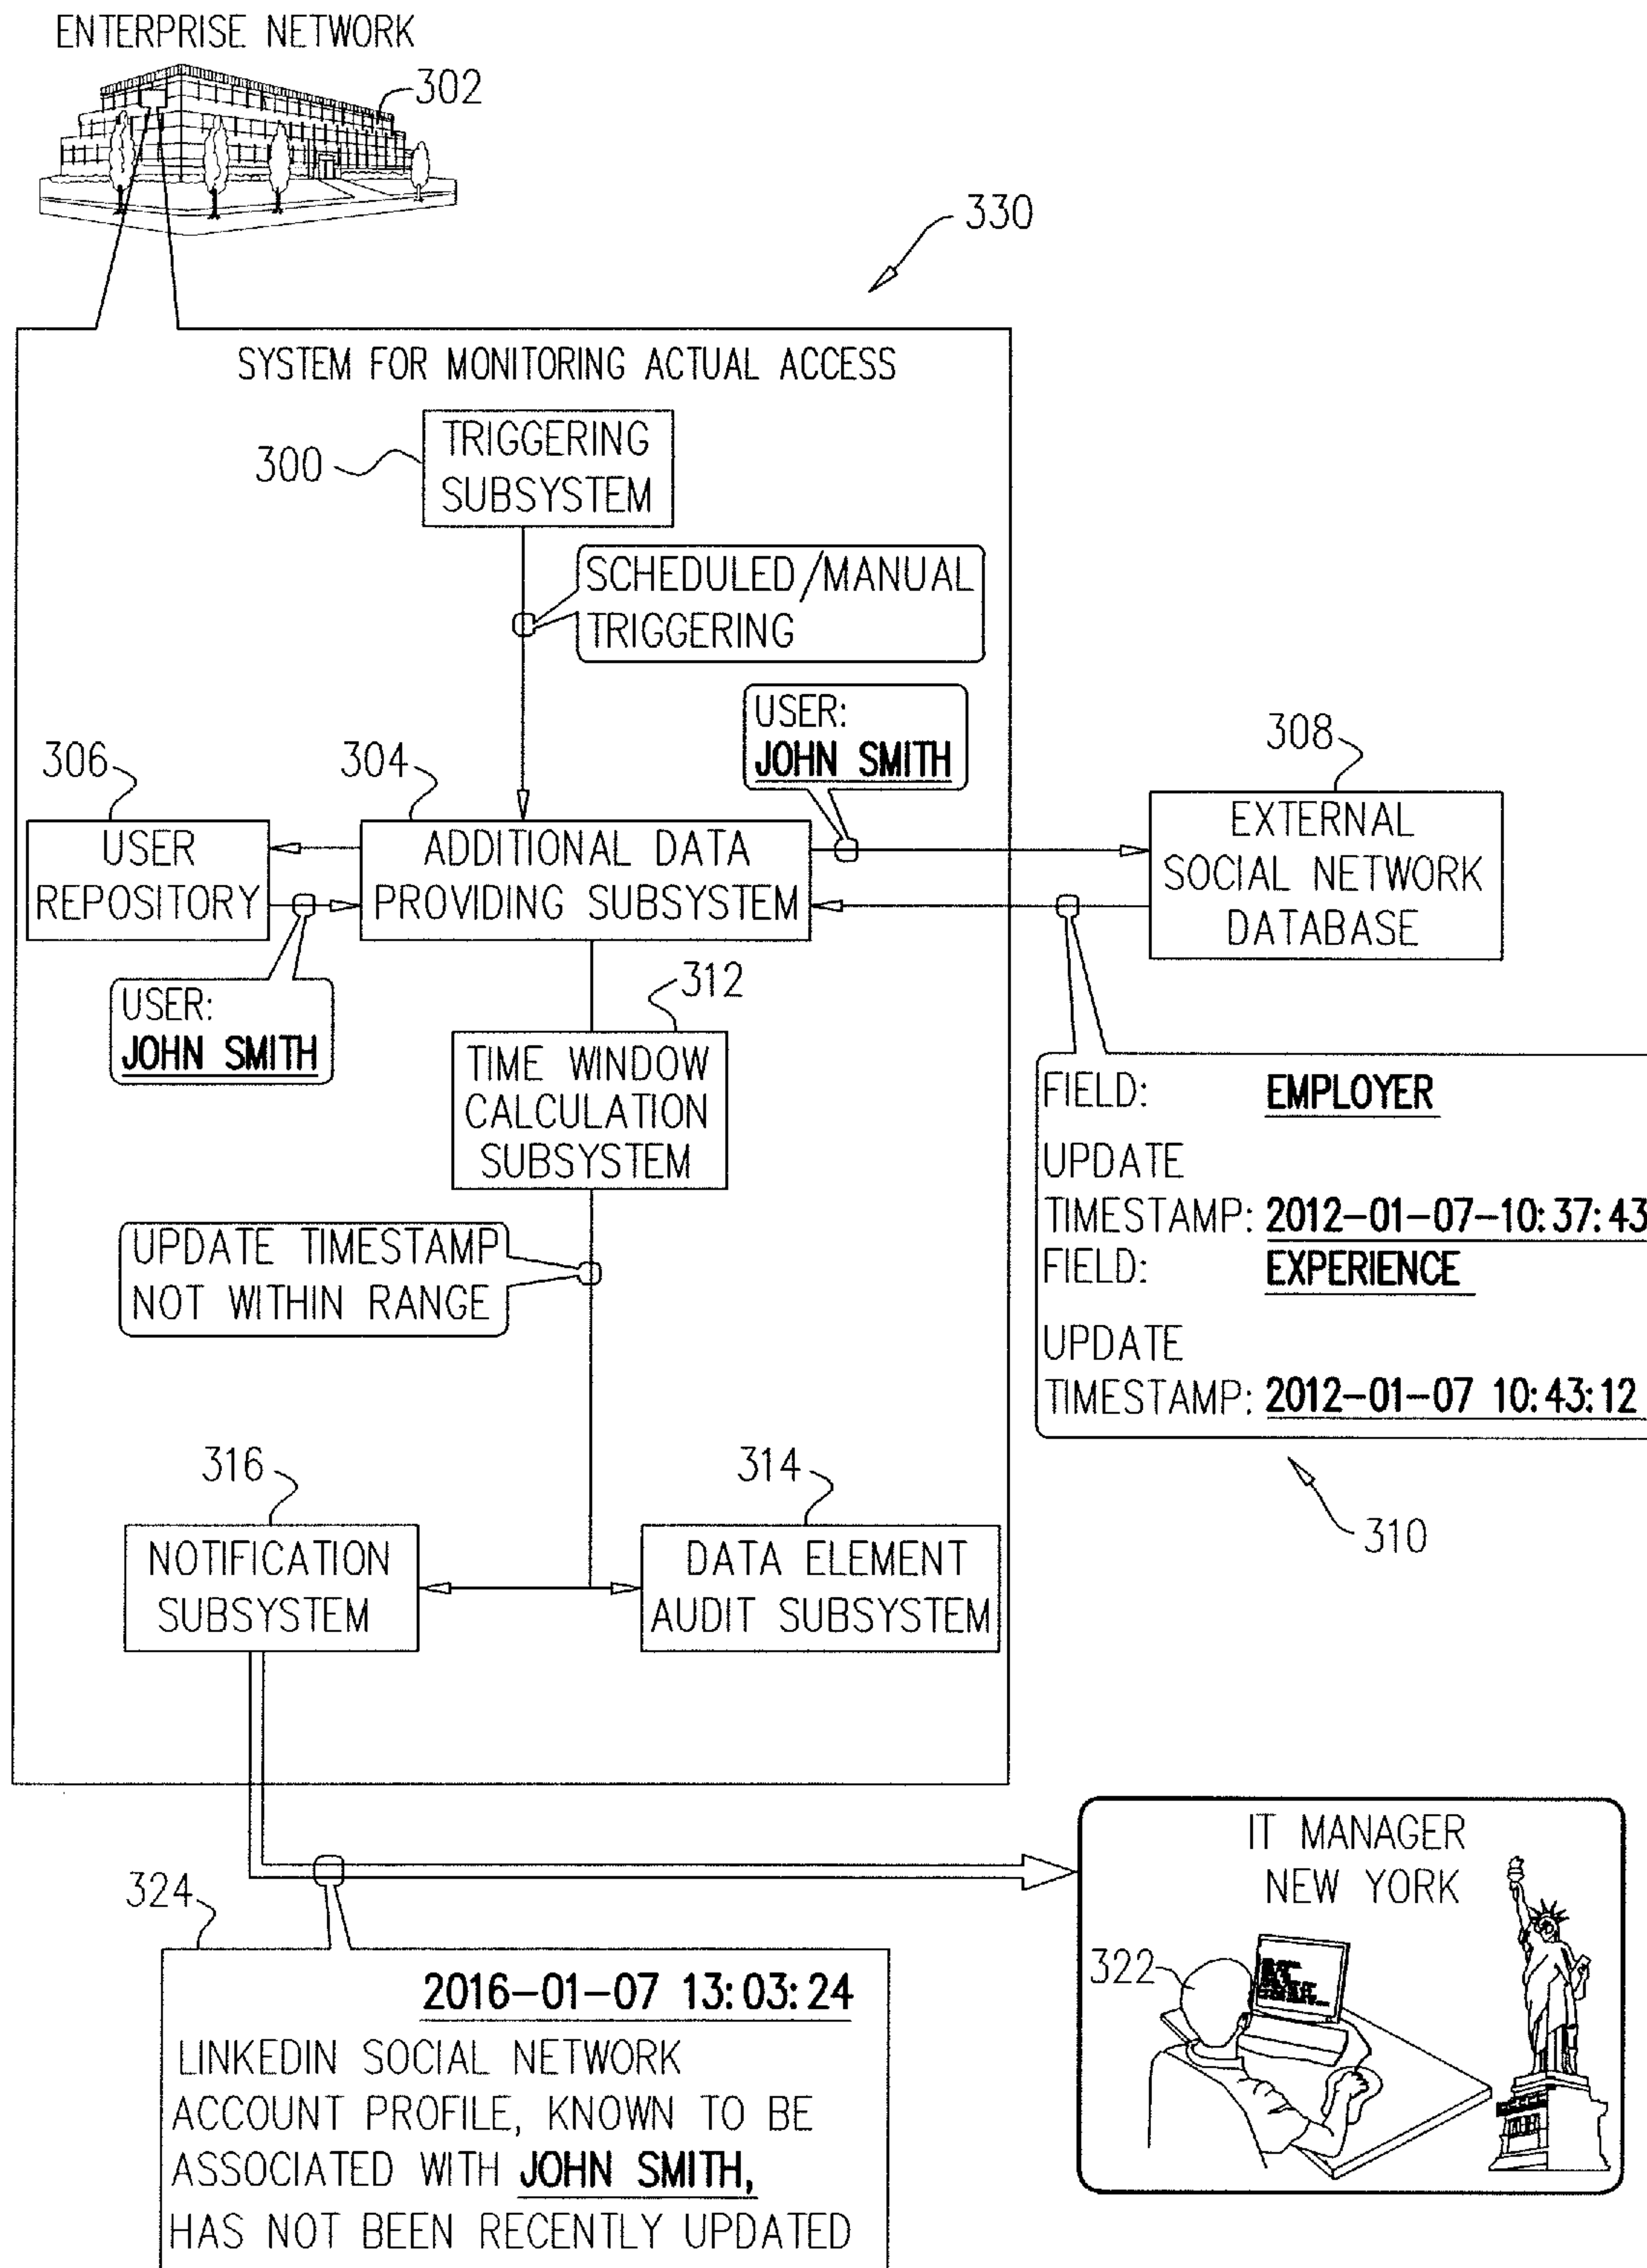 ENTERPRISE NETWORK
302
330
SYSTEM FOR MONITORING ACTUAL ACCESS
TRIGGERING
SUBSYSTEM
300
SCHEDULED/MANUAL
TRIGGERING
USER:
JOHN SMITH
306
304
308
USER
REPOSITORY
ADDITIONAL DATA
PROVIDING SUBSYSTEM
EXTERNAL
SOCIAL NETWORK
DATABASE
USER:
JOHN SMITH
312
TIME WINDOW
CALCULATION
SUBSYSTEM
FIELD: EMPLOYER
UPDATE
TIMESTAMP: 2012-01-07-10:37:43
FIELD: EXPERIENCE
UPDATE
TIMESTAMP: 2012-01-07 10:43:12
UPDATE TIMESTAMP
NOT WITHIN RANGE
316
314
310
NOTIFICATION
SUBSYSTEM
DATA ELEMENT
AUDIT SUBSYSTEM
IT MANAGER
NEW YORK
322
324
2016-01-07 13:03:24
LINKEDIN SOCIAL NETWORK
ACCOUNT PROFILE, KNOWN TO BE
ASSOCIATED WITH JOHN SMITH,
HAS NOT BEEN RECENTLY UPDATED